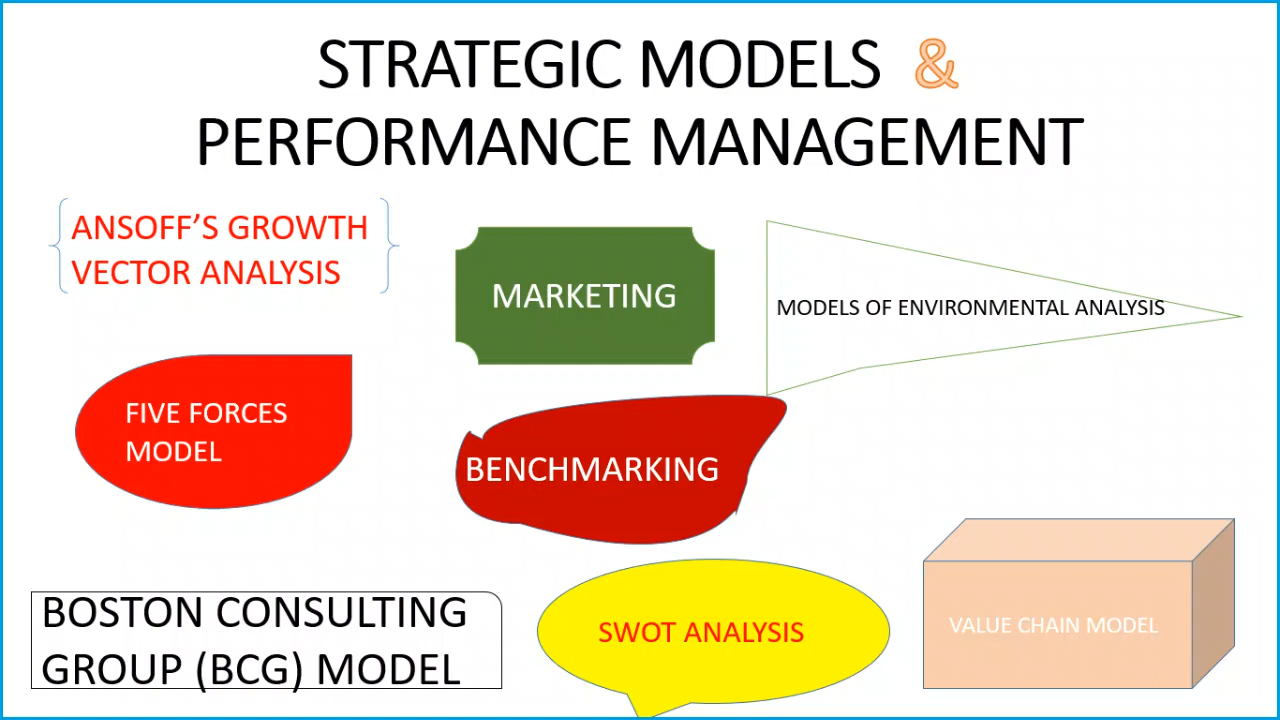 STRATEGIC MODELS &
PERFORMANCE MANAGEMENT
ANSOFF’S GROWTH
VECTOR ANALYSIS
MARKETING
MODELS OF ENVIRONMENTAL ANALYSIS
FIVE FORCES
MODEL
BENCHMARKING
BOSTON CONSULTING
GROUP (BCG) MODEL
SWOT ANALYSIS
VALUE CHAIN MODEL